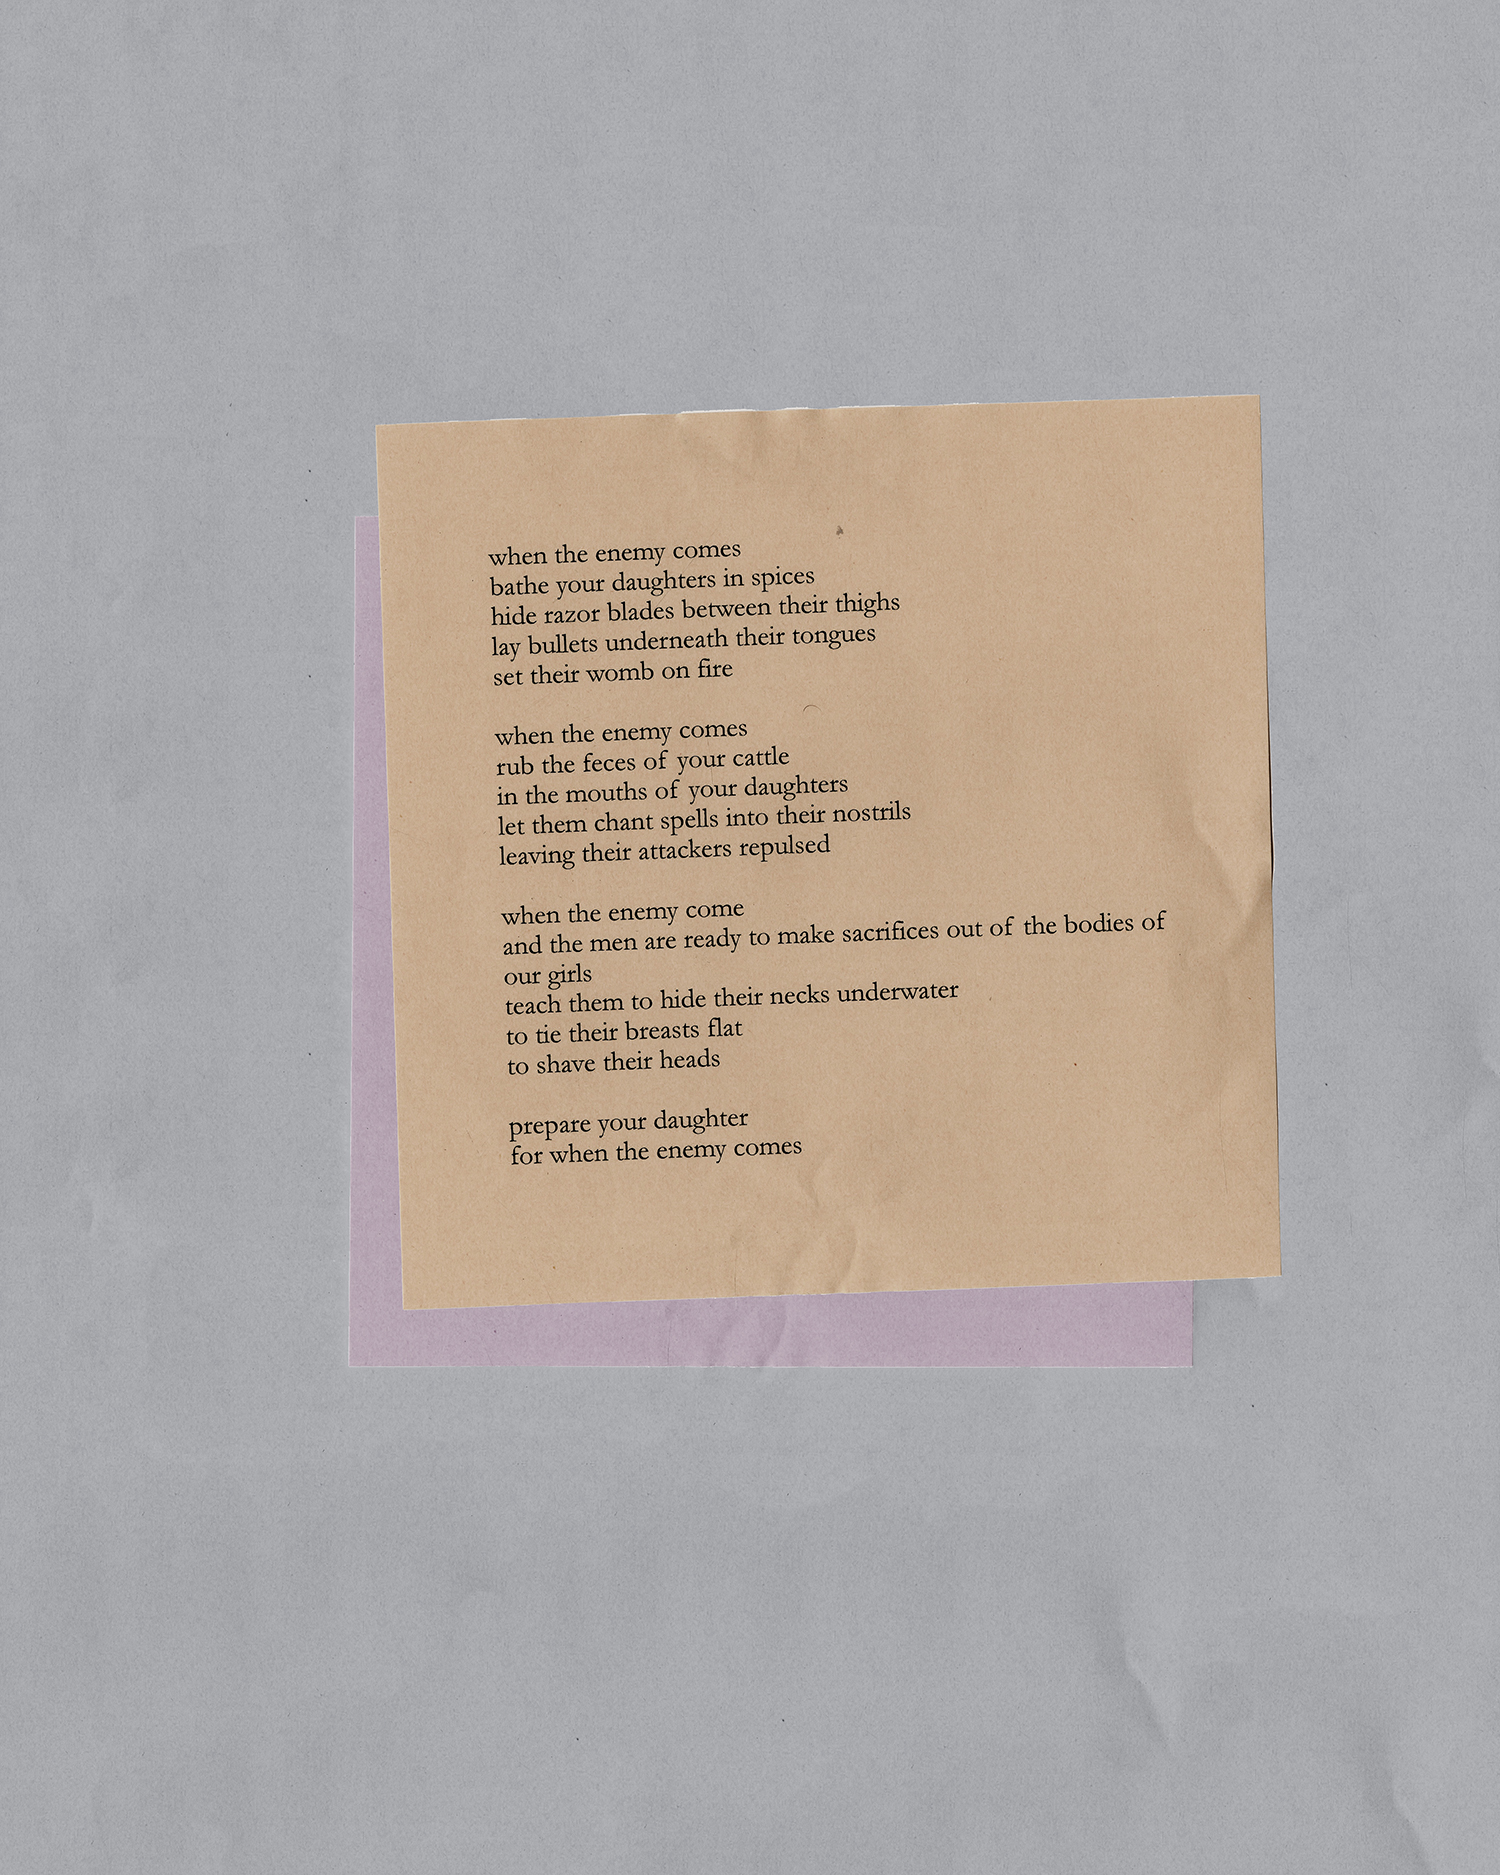 when the enemy comes
bathe your daughters in spices
hide razor blades between their thighs
lay bullets underneath their tongues
set their womb on fire
when the enemy comes
rub the feces of your cattle
in the mouths of your daughters
let them chant spells into their nostrils
leaving their attackers repulsed
when the enemy come
and the men are ready to make sacrifices out of the bodies of
our girls
teach them to hide their necks underwater
to tie their breasts flat
to shave their heads
prepare your daughter
for when the enemy comes